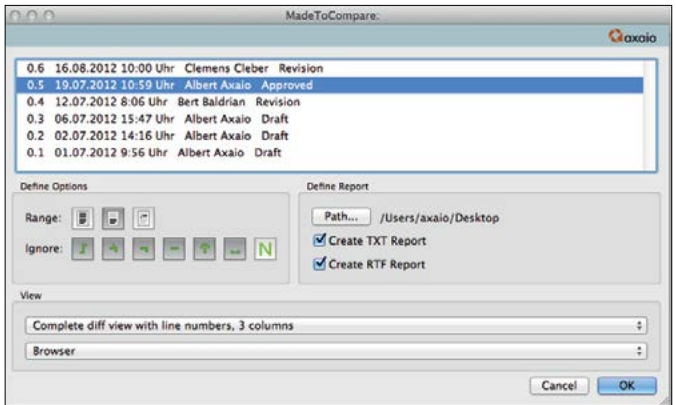 MadeToCompare:
axaio
0.6 16.08.2012 10:00 Uhr Clemens Cleber Revision
0.5 19.07.2012 10:59 Uhr Albert Axaio Approved
0.4 12.07.2012 8:06 Uhr Bert Baldrian Revision
0.3 06.07.2012 15:47 Uhr Albert Axaio Draft
0.2 02.07.2012 14:16 Uhr Albert Axaio Draft
0.1 01.07.2012 9:56 Uhr Albert Axaio Draft
Define Options
Range:
Ignore: N
Define Report
Path... /Users/axaio/Desktop
Create TXT Report
Create RTF Report
View
Complete diff view with line numbers, 3 columns
Browser
Cancel OK